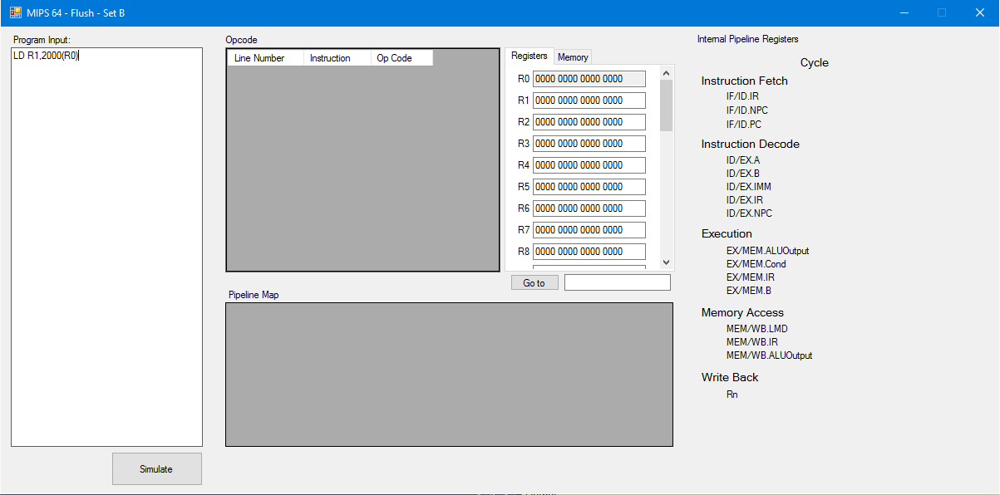 MIPS 64 - Flush - Set B
Program Input:
LD R1,2000(R0)
Simulate
Opcode
Line Number Instruction Op Code
Registers Memory
R0 0000 0000 0000 0000
R1 0000 0000 0000 0000
R2 0000 0000 0000 0000
R3 0000 0000 0000 0000
R4 0000 0000 0000 0000
R5 0000 0000 0000 0000
R6 0000 0000 0000 0000
R7 0000 0000 0000 0000
R8 0000 0000 0000 0000
Go to
Pipeline Map
Internal Pipeline Registers
Cycle
Instruction Fetch
IF/ID.IR
IF/ID.NPC
IF/ID.PC
Instruction Decode
ID/EX.A
ID/EX.B
ID/EX.IMM
ID/EX.IR
ID/EX.NPC
Execution
EX/MEM.ALUOutput
EX/MEM.Cond
EX/MEM.IR
EX/MEM.B
Memory Access
MEM/WB.LMD
MEM/WB.IR
MEM/WB.ALUOutput
Write Back
Rn